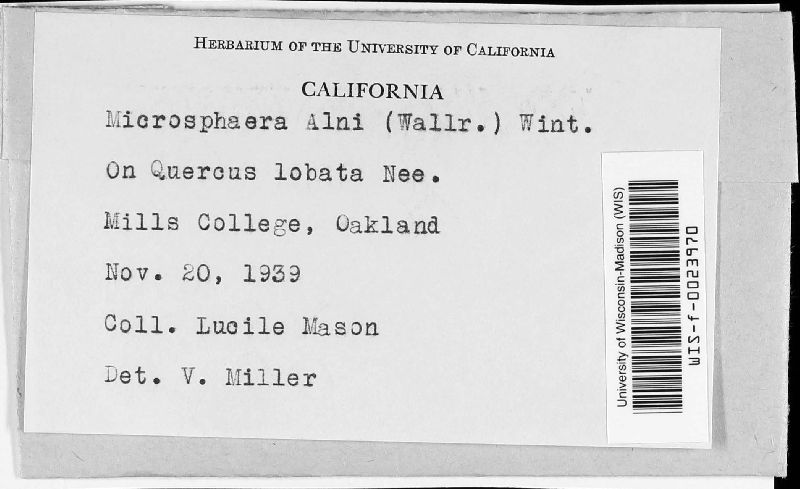 HERBARIUM OF THE UNIVERSITY OF CALIFORNIA
CALIFORNIA
Microsphaera Alni (Wallr.) Wint.
On Quercus lobata Nee.
Mills College, Oakland
Nov. 20, 1939
Coll. Lucile Mason
Det. V. Miller
University of Wisconsin-Madison (WIS)
WIS-f-0023970